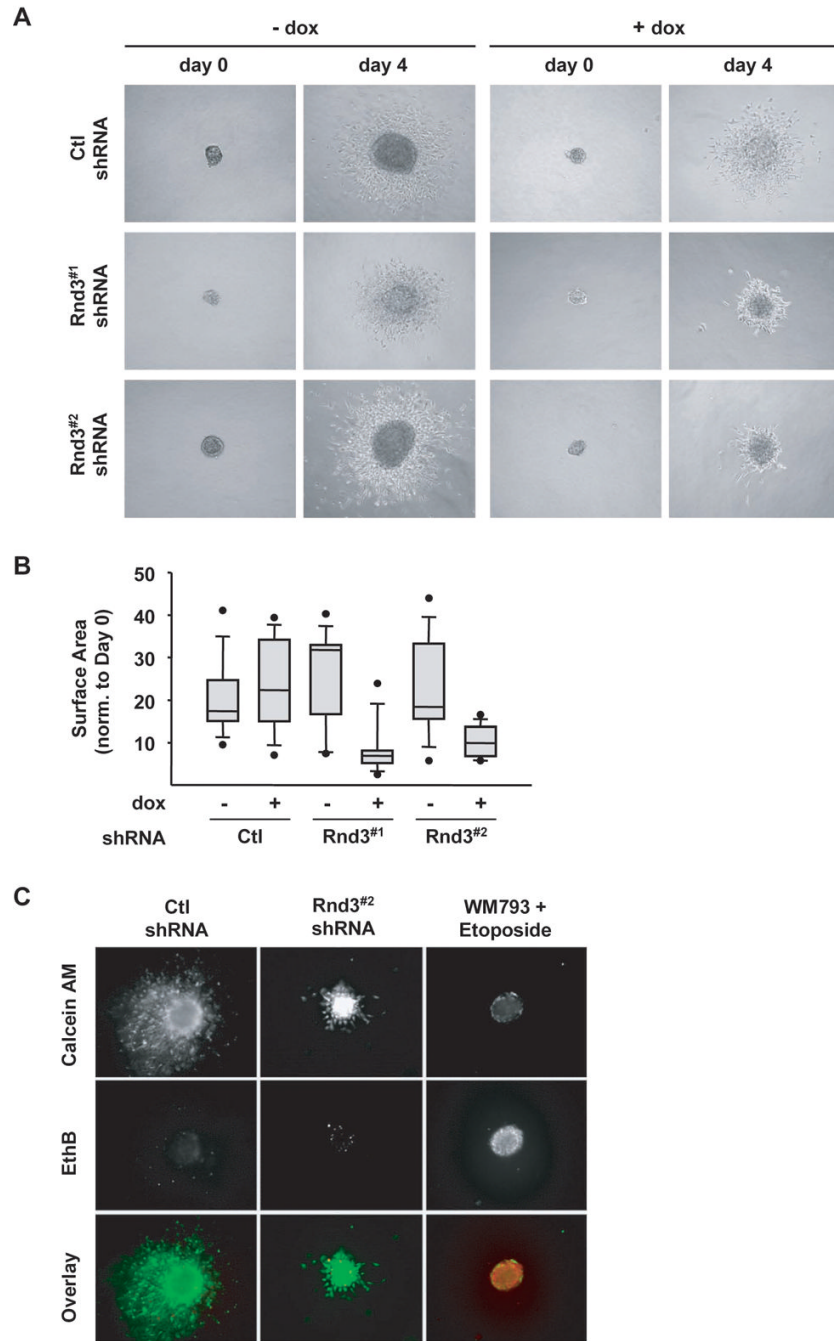 A
- dox + dox
day 0 day 4 day 0 day 4
Ctl
shRNA
Rnd3#1
shRNA
Rnd3#2
shRNA
B
Surface Area
(norm. to Day 0)
50
40
30
20
10
dox - + - + - +
shRNA Ctl Rnd3#1 Rnd3#2
C
Ctl
shRNA
Rnd3#2
shRNA
WM793 +
Etoposide
Calcein AM
EthB
Overlay